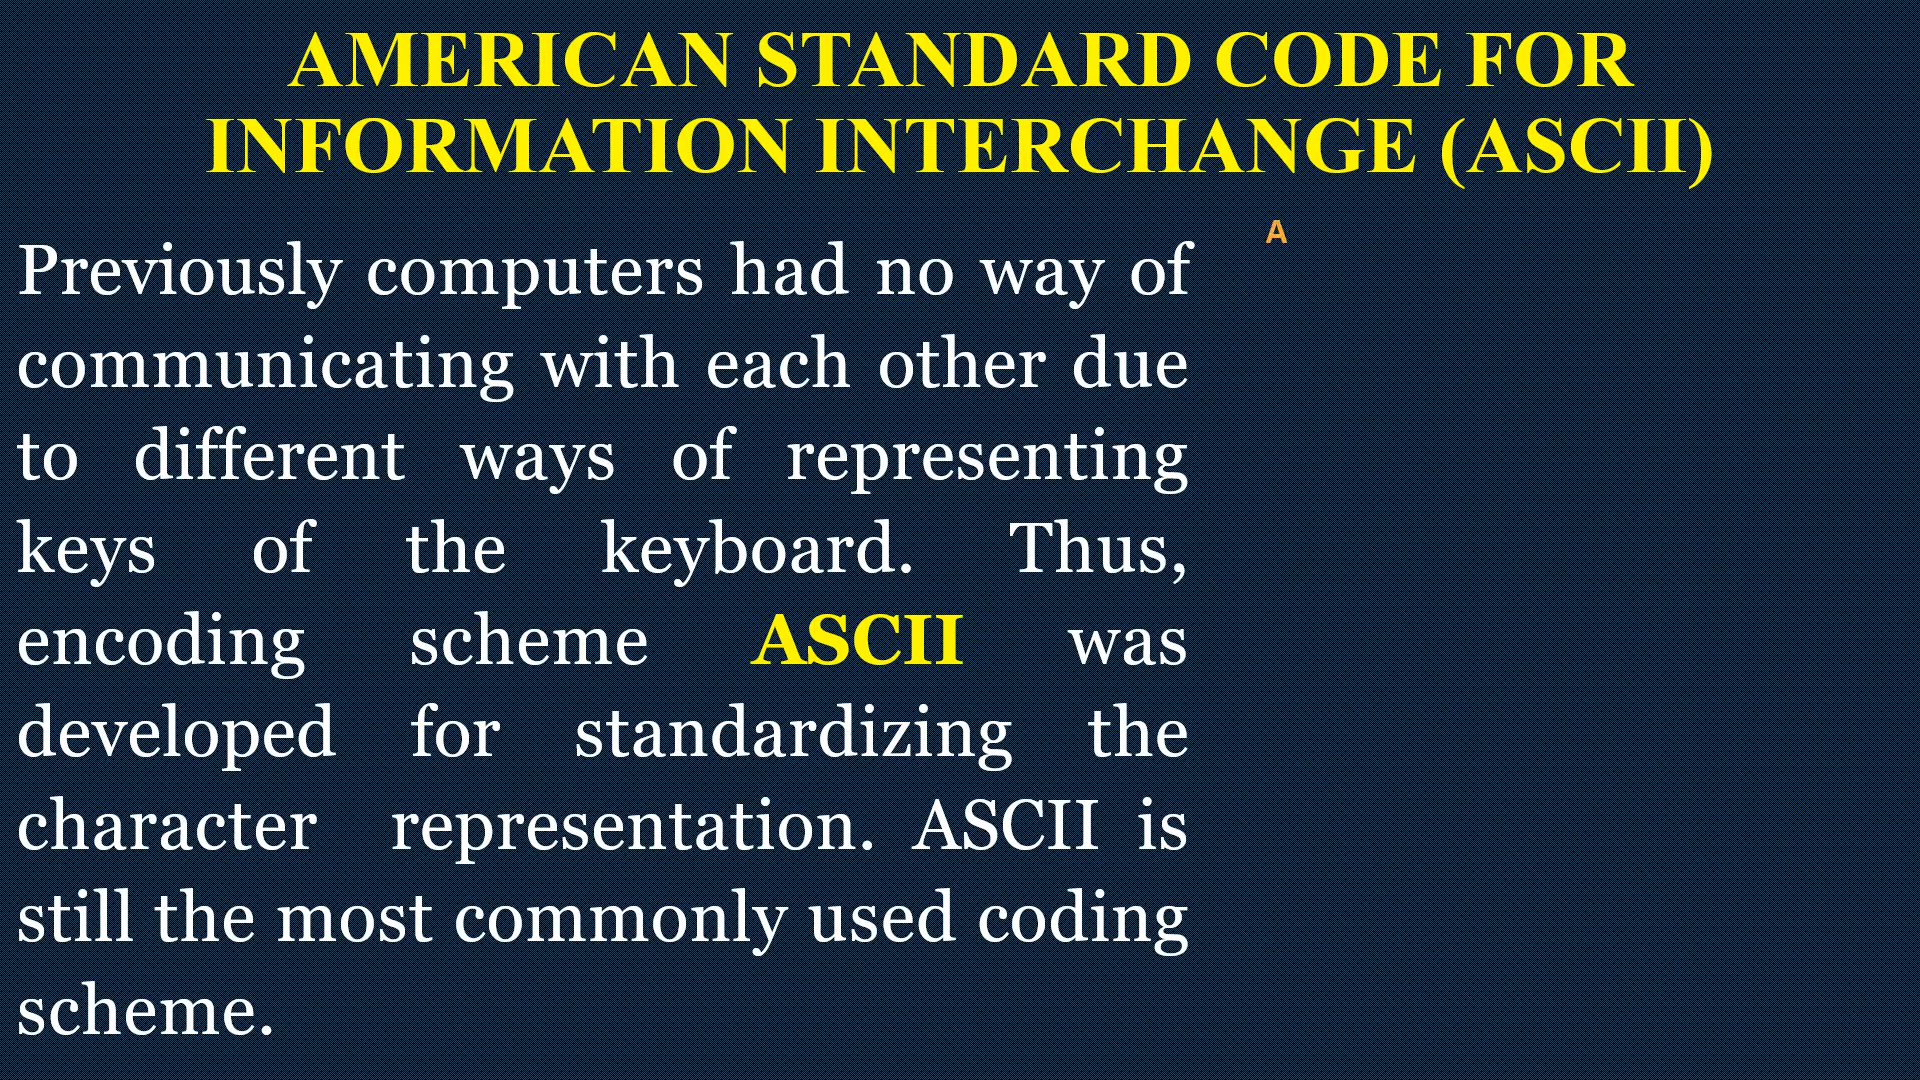 AMERICAN STANDARD CODE FOR
INFORMATION INTERCHANGE (ASCII)
A
Previously computers had no way of
communicating with each other due
to different ways of representing
keys of the keyboard. Thus,
encoding scheme ASCII was
developed for standardizing the
character representation. ASCII is
still the most commonly used coding
scheme.